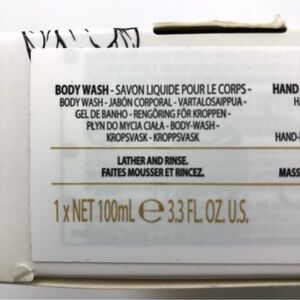 BODY WASH - SAVON LIQUIDE POUR LE CORPS -
BODY WASH - JABÓN CORPORAL - VARTALOSAIPPUA -
GEL DE BANHO - RENGÖRING FÖR KROPPEN -
PŁYN DO MYCIA CIAŁA - BODY-WASH -
KROPSVASK - KROPPSVASK
LATHER AND RINSE.
FAITES MOUSSER ET RINCEZ.
1 x NET 100mL ℮ 3.3 FL. OZ. U.S.
HAND
HAND-
MASS